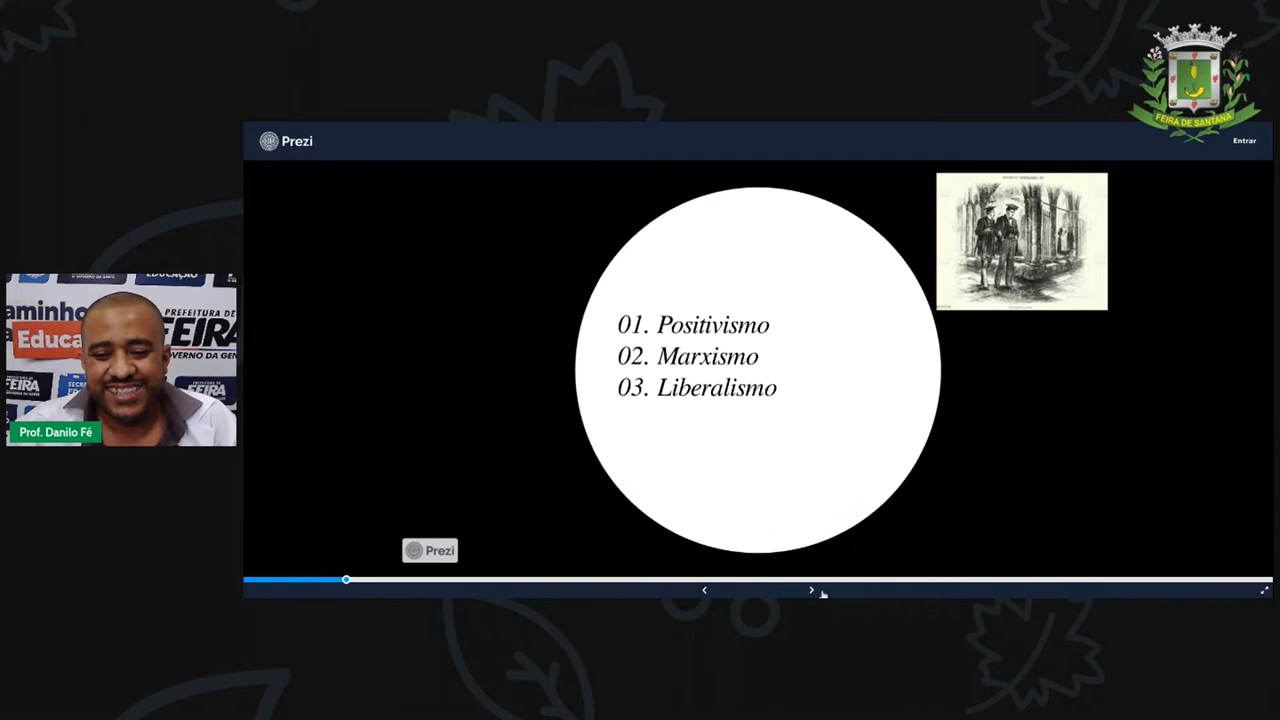 FEIRA DE SANTANA
Prezi
Entrar
01. Positivismo
02. Marxismo
03. Liberalismo
EDUCAÇÃO
aminho
Educa
PREFEITURA DE
FEIRA
GOVERNO DA GEN
FEIRA
FEIRA
Prof. Danilo Fé
Prezi